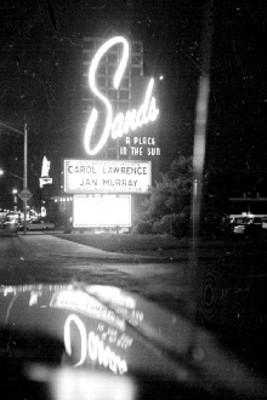 Sands
A PLACE
IN THE SUN
CAROL LAWRENCE
JAN MURRAY